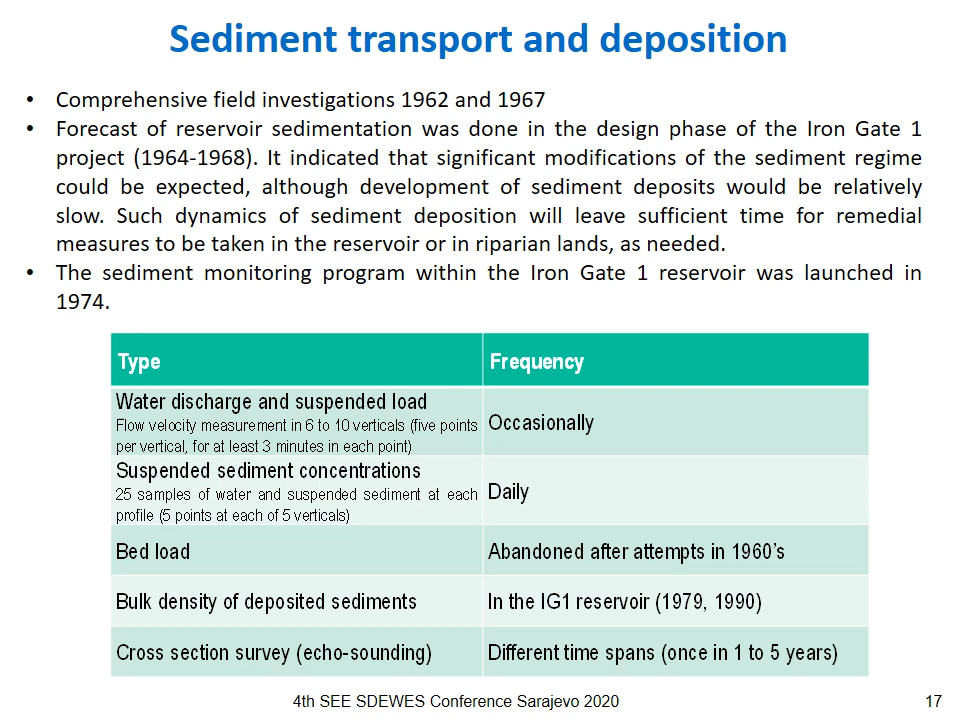 Sediment transport and deposition
• Comprehensive field investigations 1962 and 1967
• Forecast of reservoir sedimentation was done in the design phase of the Iron Gate 1
project (1964-1968). It indicated that significant modifications of the sediment regime
could be expected, although development of sediment deposits would be relatively
slow. Such dynamics of sediment deposition will leave sufficient time for remedial
measures to be taken in the reservoir or in riparian lands, as needed.
• The sediment monitoring program within the Iron Gate 1 reservoir was launched in
1974.
Type Frequency
Water discharge and suspended load
Flow velocity measurement in 6 to 10 verticals (five points
per vertical, for at least 3 minutes in each point)
Occasionally
Suspended sediment concentrations
25 samples of water and suspended sediment at each
profile (5 points at each of 5 verticals)
Daily
Bed load Abandoned after attempts in 1960's
Bulk density of deposited sediments In the IG1 reservoir (1979, 1990)
Cross section survey (echo-sounding) Different time spans (once in 1 to 5 years)
4th SEE SDEWES Conference Sarajevo 2020 17